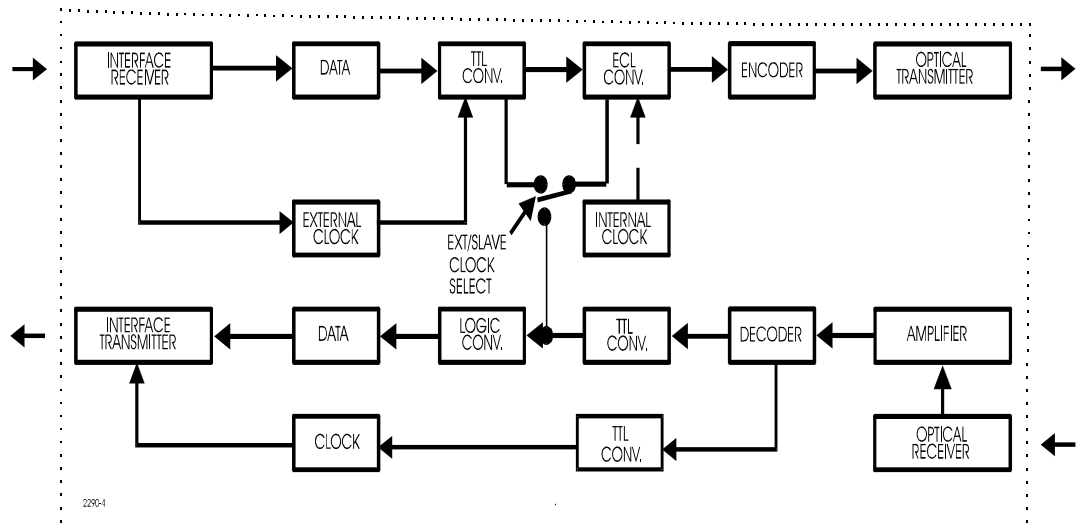 INTERFACE
RECEIVER
DATA
TTL
CONV.
ECL
CONV.
ENCODER
OPTICAL
TRANSMITTER
EXTERNAL
CLOCK
EXT/SLAVE
CLOCK
SELECT
INTERNAL
CLOCK
INTERFACE
TRANSMITTER
DATA
LOGIC
CONV.
TTL
CONV.
DECODER
AMPLIFIER
CLOCK
TTL
CONV.
OPTICAL
RECEIVER
2290-4